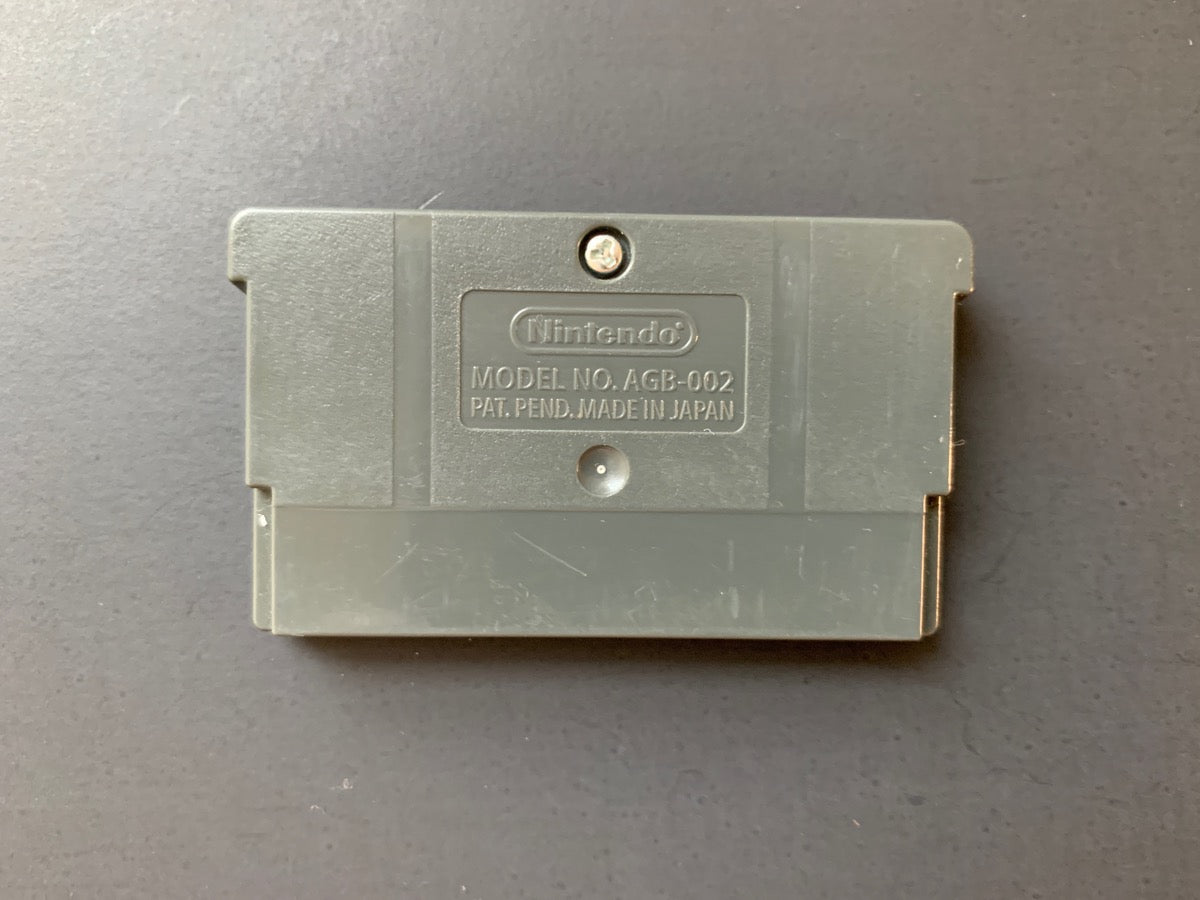 Nintendo
MODEL NO. AGB-002
PAT. PEND. MADE IN JAPAN